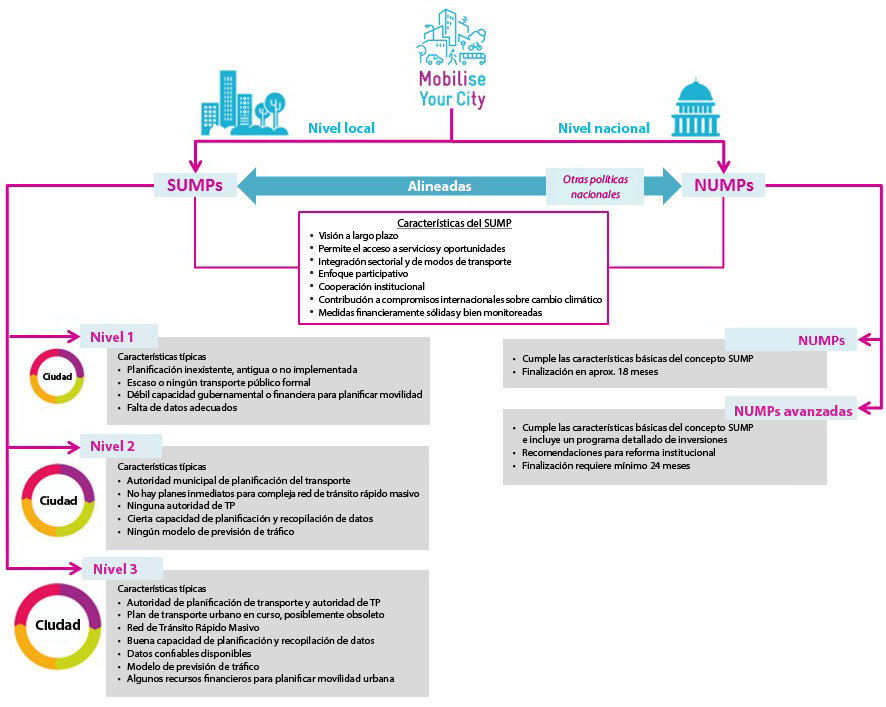 Mobilise
Your City
Nivel local
Nivel nacional
SUMPs
Alineadas
Otras políticas
nacionales
NUMPs
Características del SUMP
• Visión a largo plazo
• Permite el acceso a servicios y oportunidades
• Integración sectorial y de modos de transporte
• Enfoque participativo
• Cooperación institucional
• Contribución a compromisos internacionales sobre cambio climático
• Medidas financieramente sólidas y bien monitoreadas
Nivel 1
Ciudad
Características típicas
• Planificación inexistente, antigua o no implementada
• Escaso o ningún transporte público formal
• Débil capacidad gubernamental o financiera para planificar movilidad
• Falta de datos adecuados
Nivel 2
Ciudad
Características típicas
• Autoridad municipal de planificación del transporte
• No hay planes inmediatos para compleja red de tránsito rápido masivo
• Ninguna autoridad de TP
• Cierta capacidad de planificación y recopilación de datos
• Ningún modelo de previsión de tráfico
Nível 3
Ciudad
Características típicas
• Autoridad de planificación de transporte y autoridad de TP
• Plan de transporte urbano en curso, posiblemente obsoleto
• Red de Tránsito Rápido Masivo
• Buena capacidad de planificación y recopilación de datos
• Datos confiables disponibles
• Modelo de previsión de tráfico
• Algunos recursos financieros para planificar movilidad urbana
NUMPs
• Cumple las características básicas del concepto SUMP
• Finalización en aprox. 18 meses
NUMPs avanzadas
• Cumple las características básicas del concepto SUMP
e incluye un programa detallado de inversiones
• Recomendaciones para reforma institucional
• Finalización requiere mínimo 24 meses